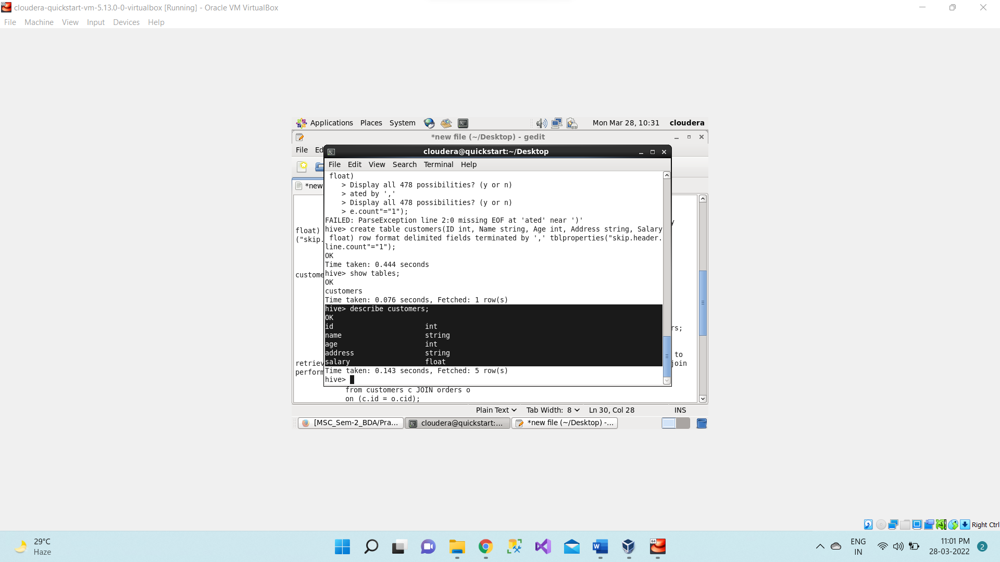 cloudera-quickstart-vm-5.13.0-0-virtualbox [Running] - Oracle VM VirtualBox
File Machine View Input Devices Help
Applications Places System Mon Mar 28, 10:31 cloudera
*new file (~/Desktop) - gedit
File Ed
cloudera@quickstart:~/Desktop
File Edit View Search Terminal Help
*new
float)
> Display all 478 possibilities? (y or n)
> ated by ','
> Display all 478 possibilities? (y or n)
> e.count"="1");
FAILED: ParseException line 2:0 missing EOF at 'ated' near ')'
hive> create table customers(ID int, Name string, Age int, Address string, Salary
float) row format delimited fields terminated by ',' tblproperties("skip.header.
line.count"="1");
OK
Time taken: 0.444 seconds
hive> show tables;
OK
customers
Time taken: 0.076 seconds, Fetched: 1 row(s)
hive> describe customers;
OK
id int
name string
age int
address string
salary float
Time taken: 0.143 seconds, Fetched: 5 row(s)
hive>
float)
("skip.
custome
rs;
to
retriev join
perform
from customers c JOIN orders o
on (c.id = o.cid);
Plain Text Tab Width: 8 Ln 30, Col 28 INS
[MSC_Sem-2_BDA/Pra... cloudera@quickstart:... *new file (~/Desktop) -...
Right Ctrl
29°C
Haze
64
ENG
IN
11:01 PM
28-03-2022
2